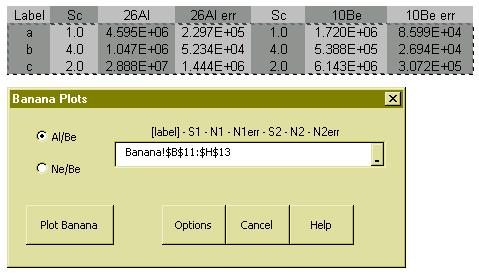 Label Sc 26Al 26Al err Sc 10Be 10Be err
a 1.0 4.595E+06 2.297E+05 1.0 1.720E+06 8.599E+04
b 4.0 1.047E+06 5.234E+04 4.0 5.388E+05 2.694E+04
c 2.0 2.888E+07 1.444E+06 2.0 6.143E+06 3.072E+05
Banana Plots
Al/Be
[label] - S1 - N1 - N1err - S2 - N2 - N2err
Banana!$B$11:$H$13
Ne/Be
Plot Banana Options Cancel Help